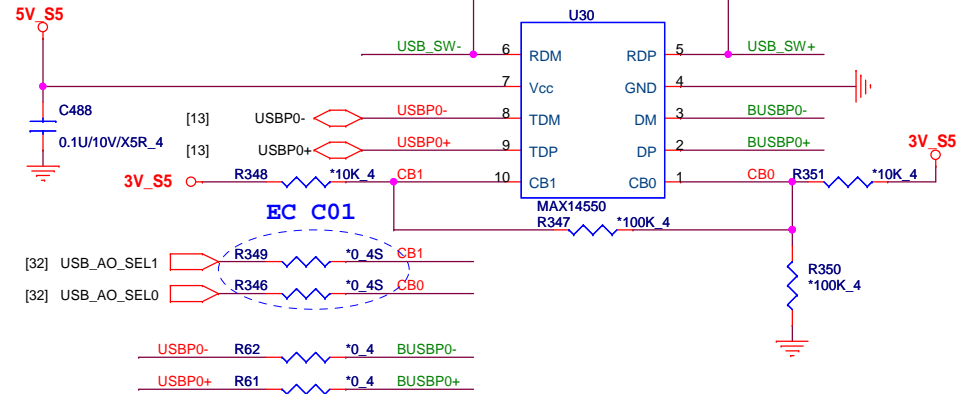 5V_S5
U30
USB_SW-
6
RDM
RDP
5
USB_SW+
7
Vcc
GND
4
C488
0.1U/10V/X5R_4
[13]
USBP0-
USBP0-
8
TDM
DM
3
BUSBP0-
[13]
USBP0+
USBP0+
9
TDP
DP
2
BUSBP0+
3V_S5
3V_S5
R348
*10K_4
CB1
10
CB1
CB0
1
CB0
R351
*10K_4
MAX14550
EC C01
R347
*100K_4
[32]
USB_AO_SEL1
R349
*0_4S
CB1
[32]
USB_AO_SEL0
R346
*0_4S
CB0
R350
*100K_4
USBP0-
R62
*0_4
BUSBP0-
USBP0+
R61
*0_4
BUSBP0+